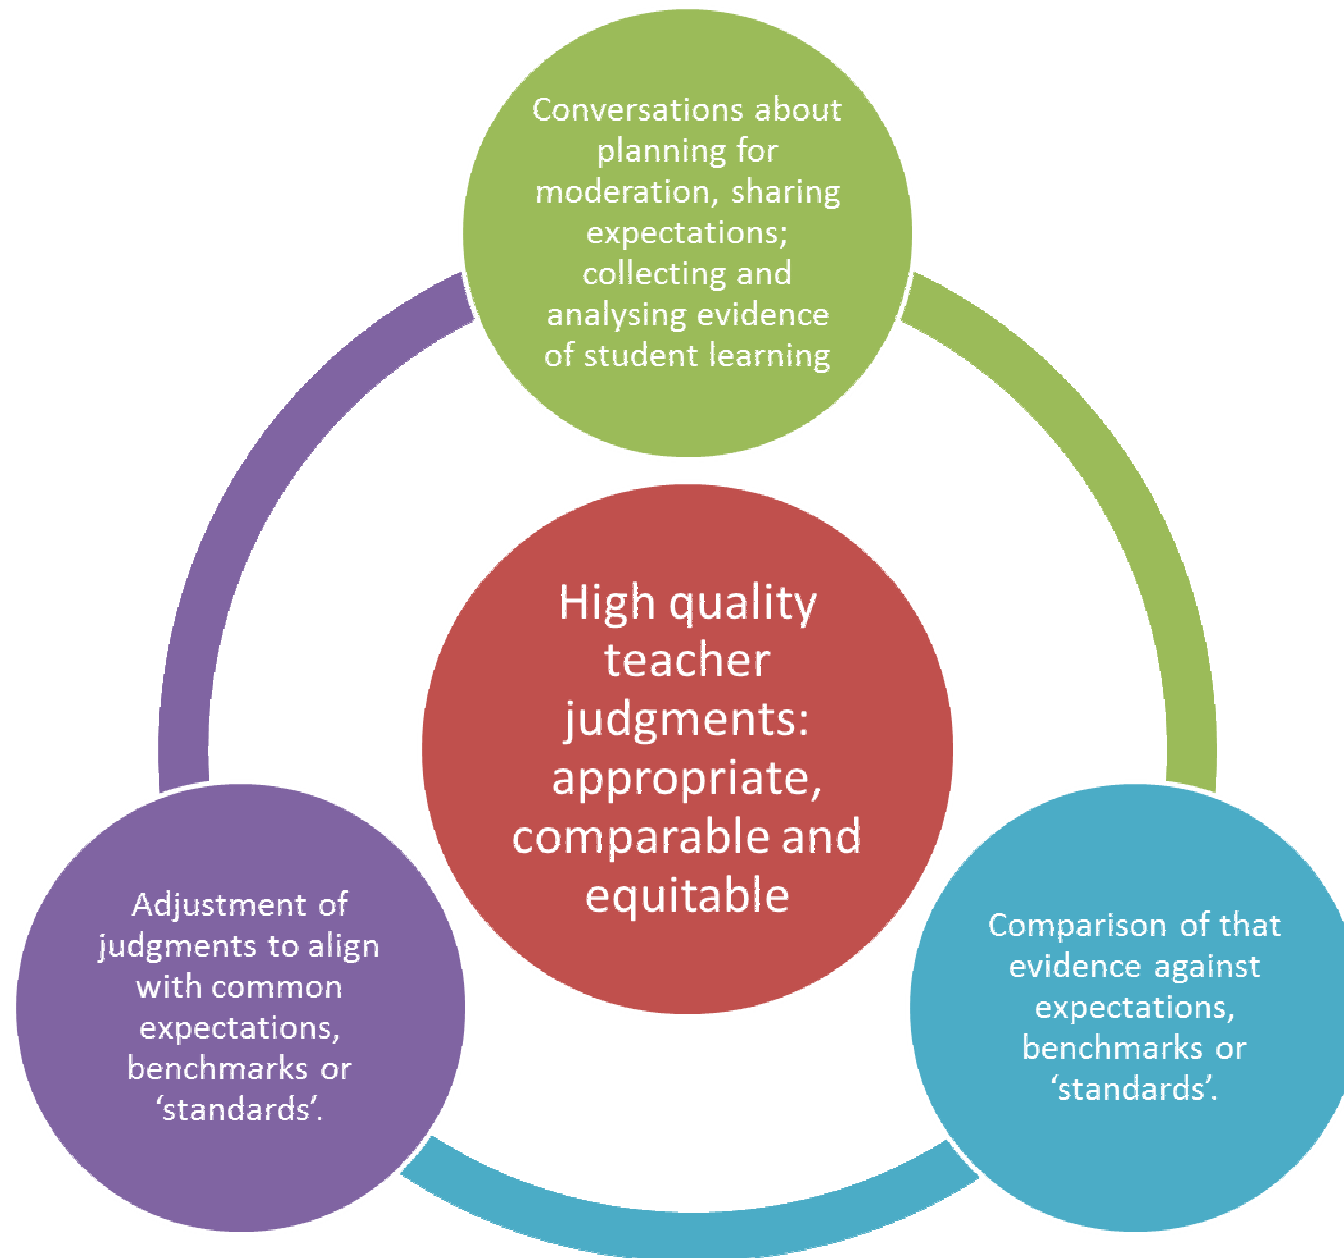 Conversations about
planning for
moderation, sharing
expectations;
collecting and
analysing evidence
of student learning
High quality
teacher
judgments:
appropriate,
comparable and
equitable
Adjustment of
judgments to align
with common
expectations,
benchmarks or
‘standards’.
Comparison of that
evidence against
expectations,
benchmarks or
‘standards’.